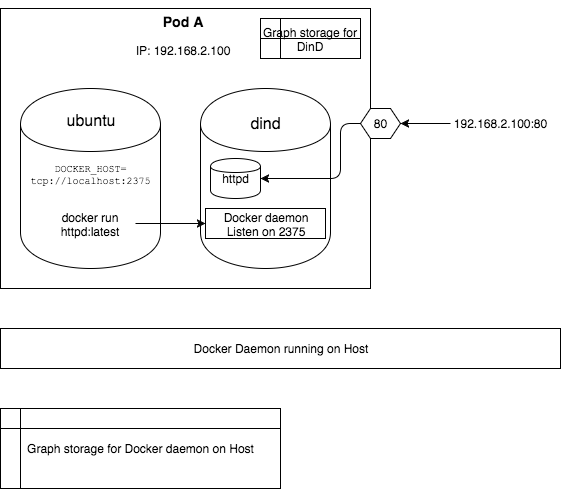 Pod A
IP: 192.168.2.100
Graph storage for
DinD
ubuntu
DOCKER_HOST=
tcp://localhost:2375
docker run
httpd:latest
dind
httpd
Docker daemon
Listen on 2375
80
192.168.2.100:80
Docker Daemon running on Host
Graph storage for Docker daemon on Host